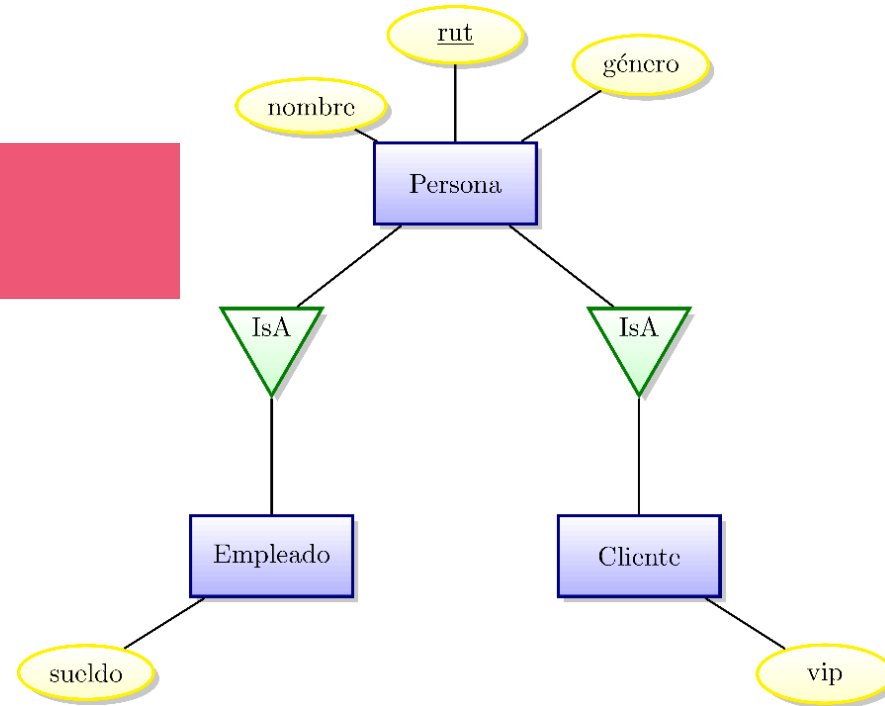 rut
género
nombre
Persona
IsA
IsA
Empleado
Cliente
sueldo
vip